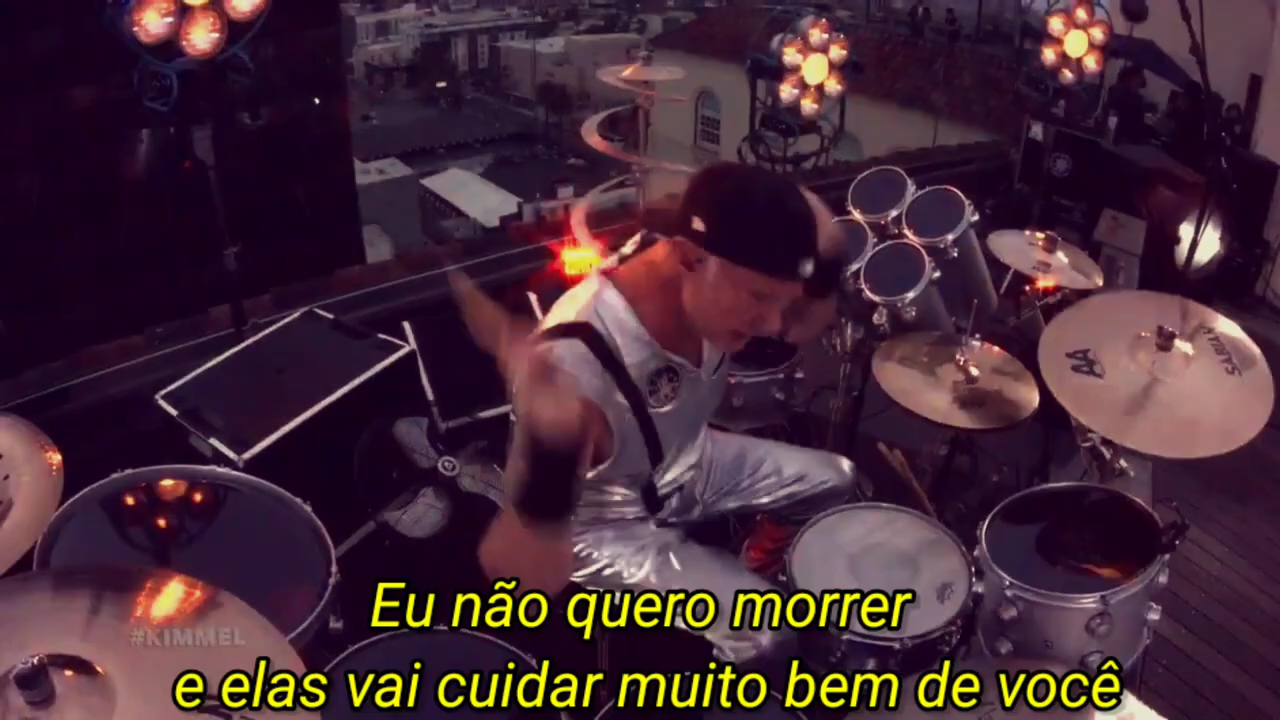 AA
SABIAN
#KIMMEL
Eu não quero morrer
e elas vai cuidar muito bem de você